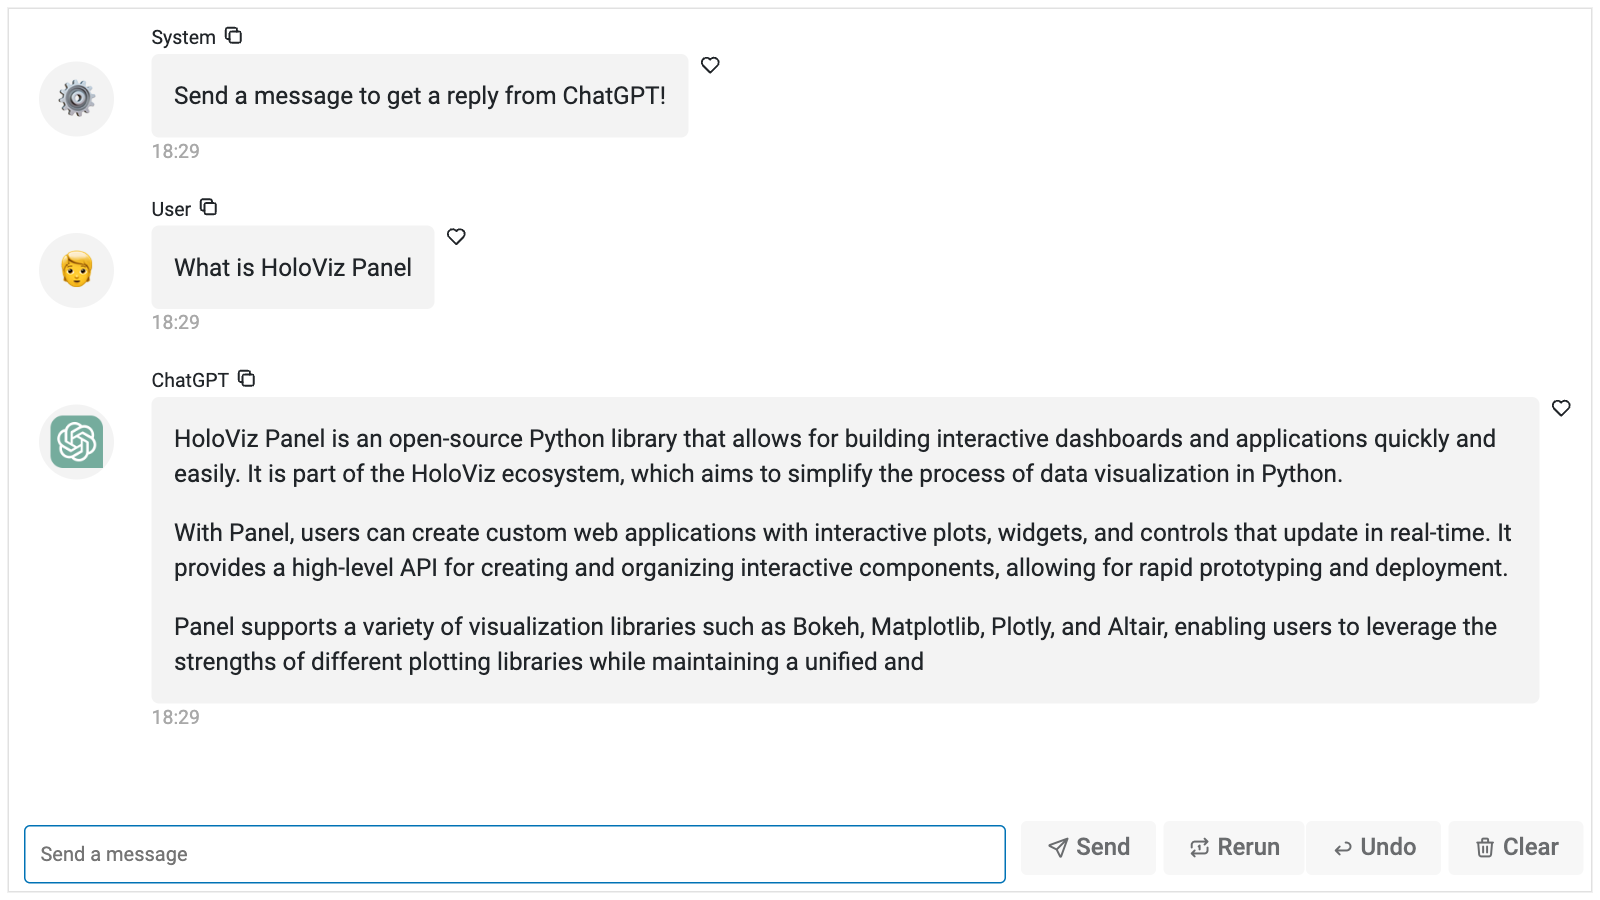 System
Send a message to get a reply from ChatGPT!
18:29
User
What is HoloViz Panel
18:29
ChatGPT
HoloViz Panel is an open-source Python library that allows for building interactive dashboards and applications quickly and
easily. It is part of the HoloViz ecosystem, which aims to simplify the process of data visualization in Python.
With Panel, users can create custom web applications with interactive plots, widgets, and controls that update in real-time. It
provides a high-level API for creating and organizing interactive components, allowing for rapid prototyping and deployment.
Panel supports a variety of visualization libraries such as Bokeh, Matplotlib, Plotly, and Altair, enabling users to leverage the
strengths of different plotting libraries while maintaining a unified and
18:29
Send a message
Send
Rerun
Undo
Clear